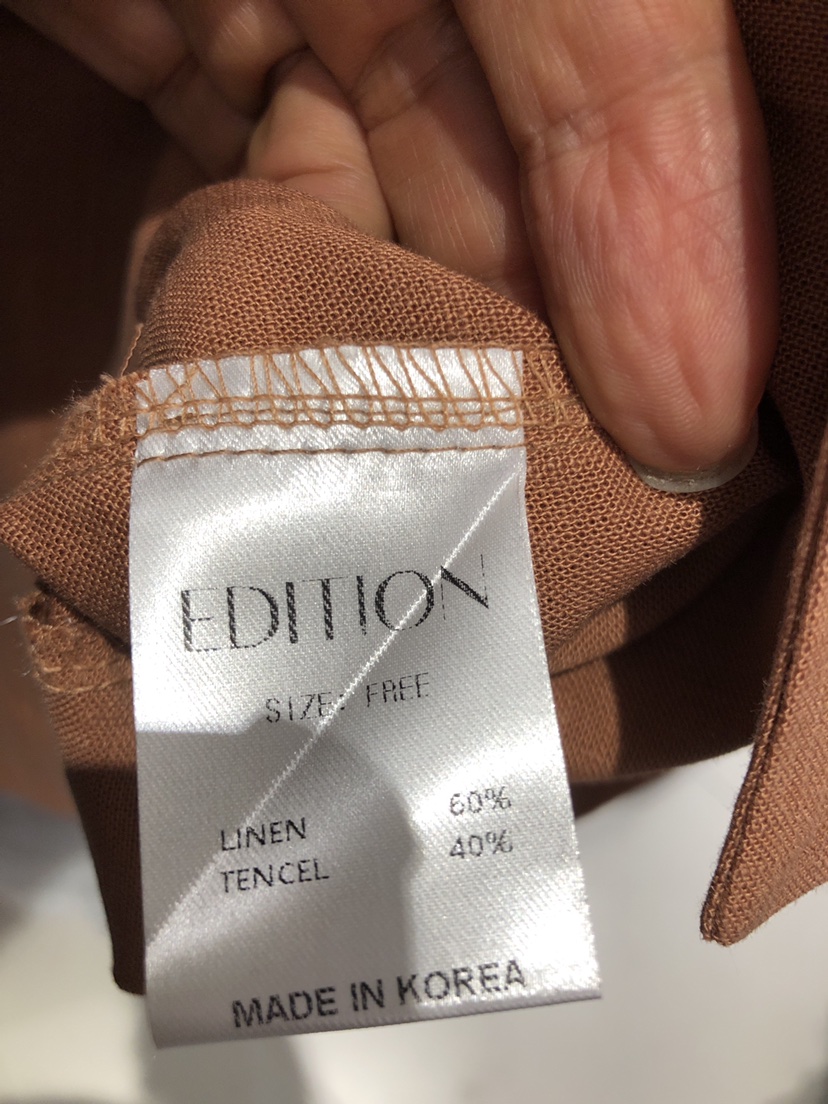 EDITION
SIZE: FREE
LINEN 60%
TENCEL 40%
MADE IN KOREA